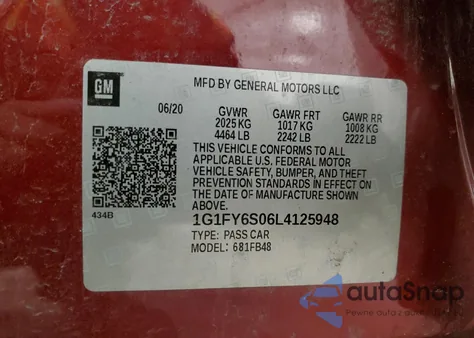 GM
MFD BY GENERAL MOTORS LLC
06/20 GVWR GAWR FRT GAWR RR
2025 KG 1017 KG 1008 KG
4464 LB 2242 LB 2222 LB
THIS VEHICLE CONFORMS TO ALL
APPLICABLE U.S. FEDERAL MOTOR
VEHICLE SAFETY, BUMPER, AND THEFT
PREVENTION STANDARDS IN EFFECT ON
THE DATE OF MANUFACTURE SHOWN
ABOVE.
434B
1G1FY6S06L4125948
TYPE: PASS CAR
MODEL: 681FB48
autoSnap
Pewne auta z aukcji